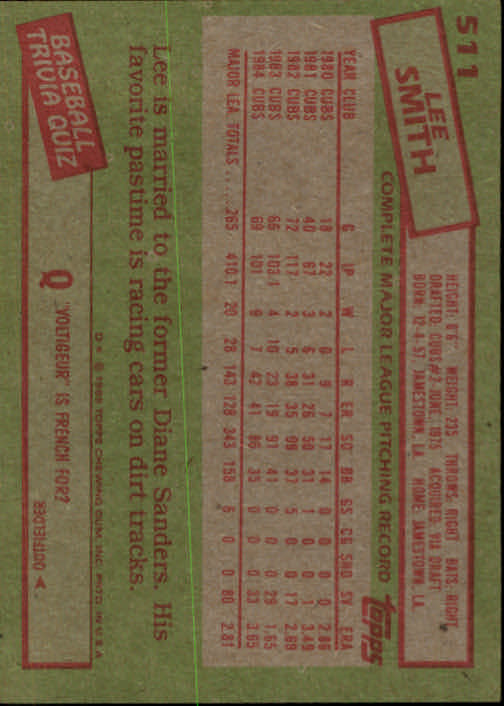 511
LEE
SMITH
HEIGHT: 6'6" WEIGHT: 235 THROWS: RIGHT BATS: RIGHT
DRAFTED: CUBS #2-JUNE, 1975 ACQUIRED: VIA DRAFT
BORN: 12-4-57, JAMESTOWN, LA HOME: JAMESTOWN, LA
COMPLETE MAJOR LEAGUE PITCHING RECORD
topps
YEAR CLUB G IP W L R ER SO BB GS CG SHO SV ERA
1980 CUBS 18 22 2 0 9 7 17 14 0 0 0 0 2.86
1981 CUBS 40 67 3 6 31 26 50 31 1 0 0 1 3.49
1982 CUBS 72 117 2 5 38 35 99 37 5 0 0 17 2.69
1983 CUBS 66 103.1 4 10 23 19 91 41 0 0 0 29 1.65
1984 CUBS 69 101 9 7 42 41 86 35 0 0 0 33 3.65
MAJOR LEA. TOTALS ..... 265 410.1 20 28 143 128 343 158 6 0 0 80 2.81
Lee is married to the former Diane Sanders. His
favorite pastime is racing cars on dirt tracks.
D* © 1985 TOPPS CHEWING GUM, INC. PRTD. IN U.S.A.
BASEBALL
TRIVIA QUIZ
Q "VOLTIGEUR" IS FRENCH FOR?